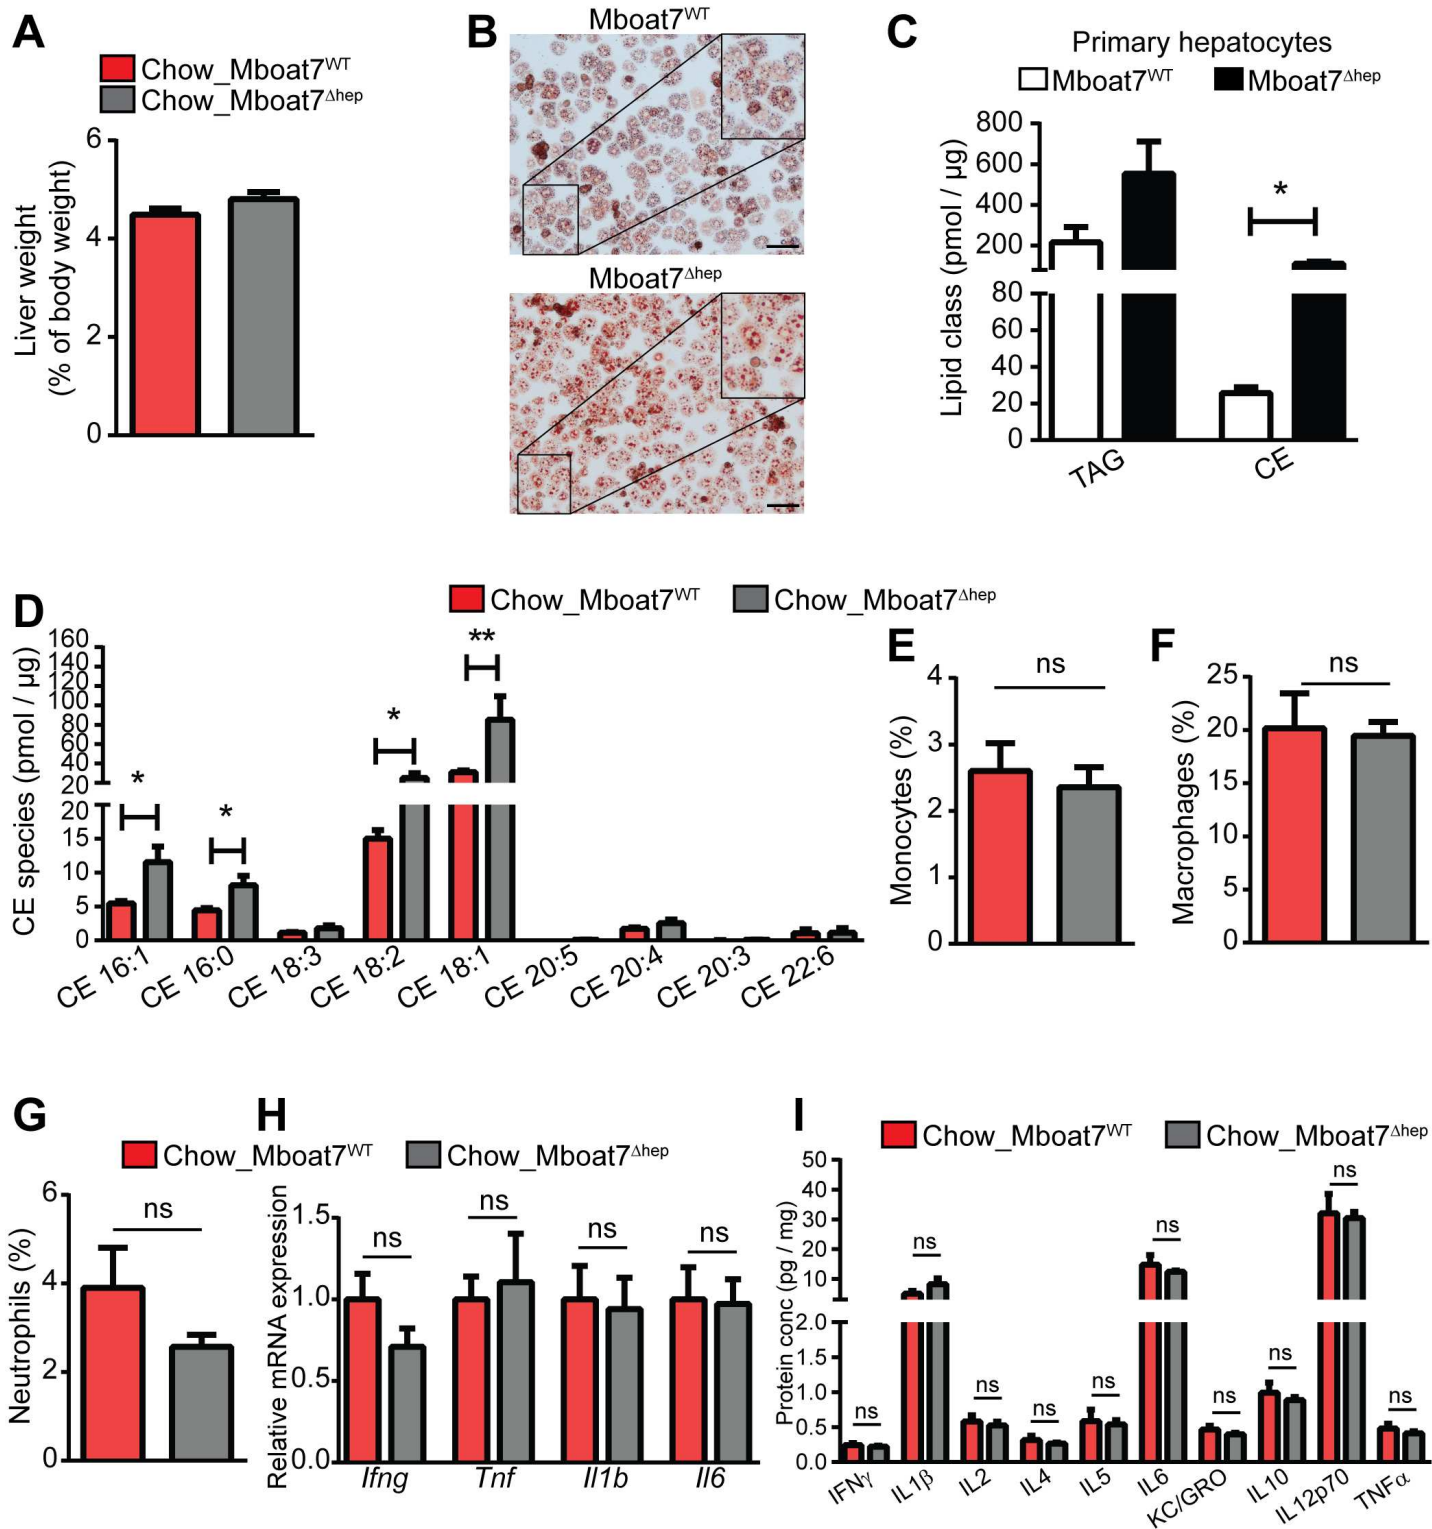 A
Chow_Mboat7WT
Chow_Mboat7Δhep
Liver weight
(% of body weight)
6
4
2
0
B
Mboat7WT
Mboat7Δhep
C
Primary hepatocytes
Mboat7WT Mboat7Δhep
Lipid class (pmol / µg)
800
600
400
200
80
60
40
20
0
*
TAG CE
D
Chow_Mboat7WT Chow_Mboat7Δhep
CE species (pmol / µg)
160
140
120
100
80
60
40
20
20
15
10
5
0
* * * **
CE 16:1 CE 16:0 CE 18:3 CE 18:2 CE 18:1 CE 20:5 CE 20:4 CE 20:3 CE 22:6
E
Monocytes (%)
4
3
2
1
0
ns
F
Macrophages (%)
25
20
15
10
5
0
ns
G
Chow_Mboat7WT Chow_Mboat7Δhep
Neutrophils (%)
6
4
2
0
ns
H
Relative mRNA expression
1.5
1.0
0.5
0.0
ns ns ns ns
Ifng Tnf Il1b Il6
I
Chow_Mboat7WT Chow_Mboat7Δhep
Protein conc (pg / mg)
50
40
30
20
10
2.0
1.5
1.0
0.5
0.0
ns ns ns ns ns ns ns ns ns ns
IFNγ IL1β IL2 IL4 IL5 IL6 KC/GRO IL10 IL12p70 TNFα